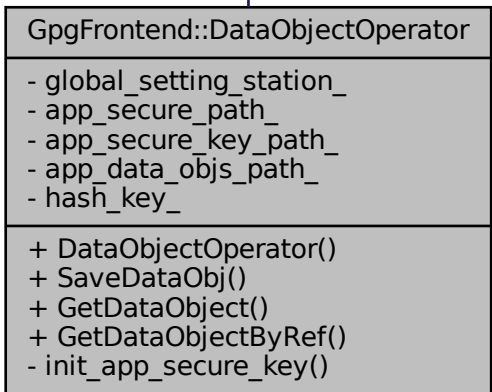 GpgFrontend::DataObjectOperator
- global_setting_station_
- app_secure_path_
- app_secure_key_path_
- app_data_objs_path_
- hash_key_
+ DataObjectOperator()
+ SaveDataObj()
+ GetDataObject()
+ GetDataObjectByRef()
- init_app_secure_key()